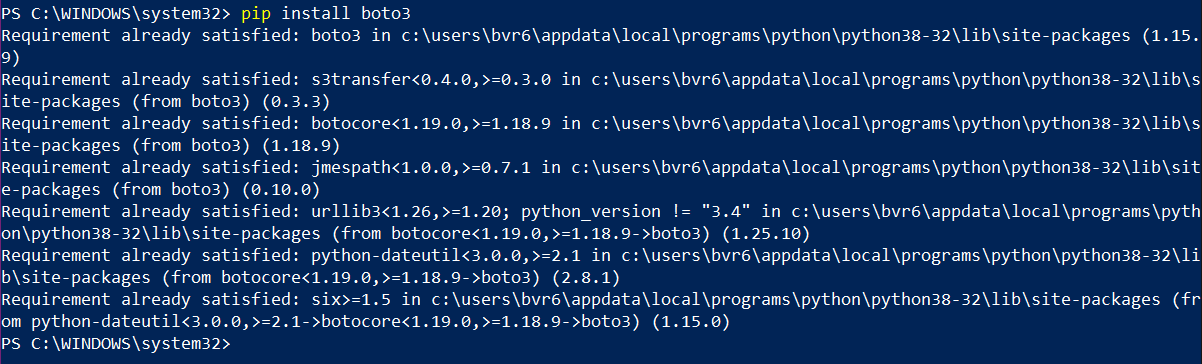 PS C:\WINDOWS\system32> pip install boto3
Requirement already satisfied: boto3 in c:\users\bvr6\appdata\local\programs\python\python38-32\lib\site-packages (1.15.
9)
Requirement already satisfied: s3transfer<0.4.0,>=0.3.0 in c:\users\bvr6\appdata\local\programs\python\python38-32\lib\s
ite-packages (from boto3) (0.3.3)
Requirement already satisfied: botocore<1.19.0,>=1.18.9 in c:\users\bvr6\appdata\local\programs\python\python38-32\lib\s
ite-packages (from boto3) (1.18.9)
Requirement already satisfied: jmespath<1.0.0,>=0.7.1 in c:\users\bvr6\appdata\local\programs\python\python38-32\lib\sit
e-packages (from boto3) (0.10.0)
Requirement already satisfied: urllib3<1.26,>=1.20; python_version != "3.4" in c:\users\bvr6\appdata\local\programs\pyth
on\python38-32\lib\site-packages (from botocore<1.19.0,>=1.18.9->boto3) (1.25.10)
Requirement already satisfied: python-dateutil<3.0.0,>=2.1 in c:\users\bvr6\appdata\local\programs\python\python38-32\li
b\site-packages (from botocore<1.19.0,>=1.18.9->boto3) (2.8.1)
Requirement already satisfied: six>=1.5 in c:\users\bvr6\appdata\local\programs\python\python38-32\lib\site-packages (fr
om python-dateutil<3.0.0,>=2.1->botocore<1.19.0,>=1.18.9->boto3) (1.15.0)
PS C:\WINDOWS\system32>